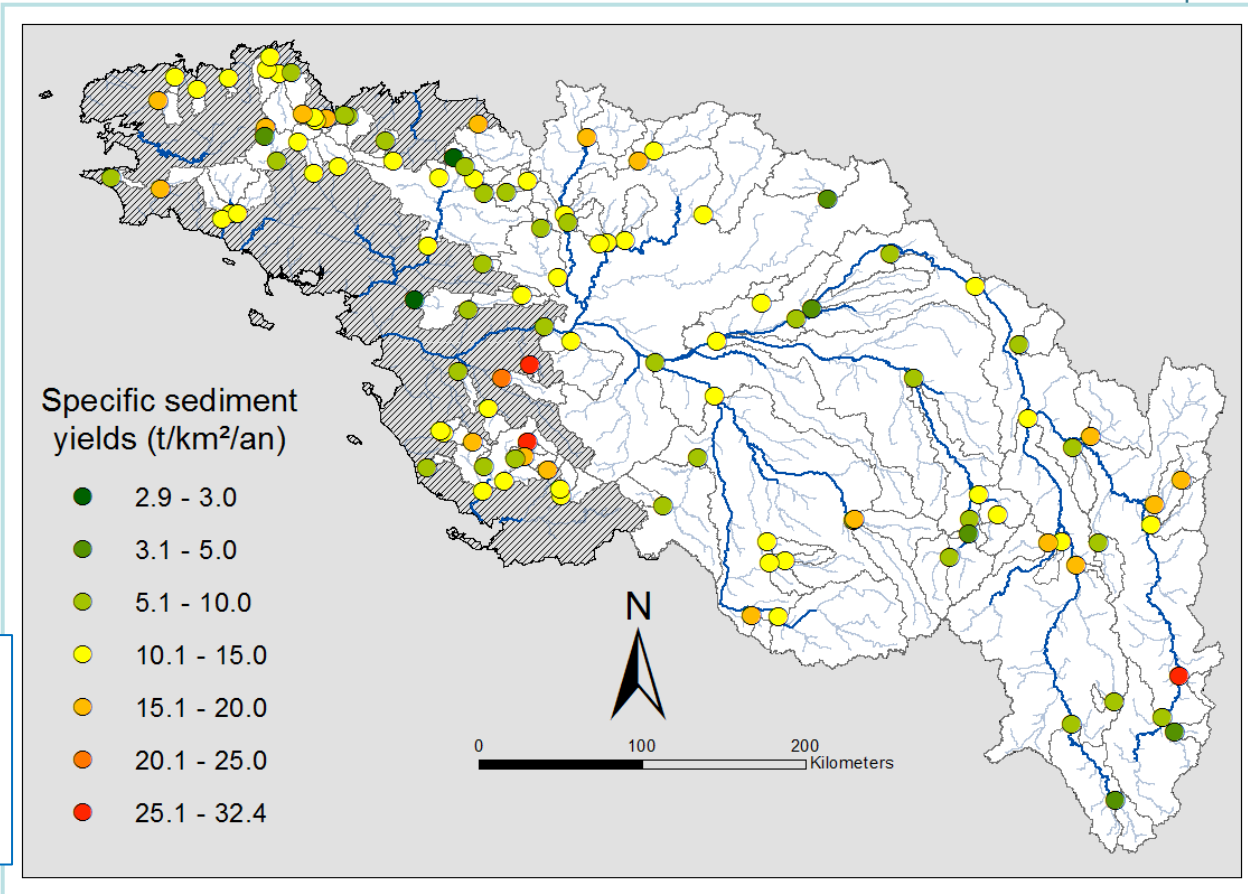 Specific sediment
yields (t/km²/an)
2.9 - 3.0
3.1 - 5.0
5.1 - 10.0
10.1 - 15.0
15.1 - 20.0
20.1 - 25.0
25.1 - 32.4
N
0 100 200
Kilometers